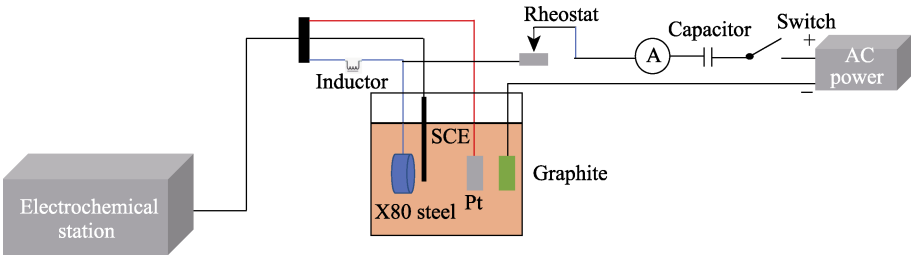 Rheostat
Capacitor
Switch
+
A
AC
power
−
Inductor
SCE
Graphite
Pt
X80 steel
Electrochemical
station